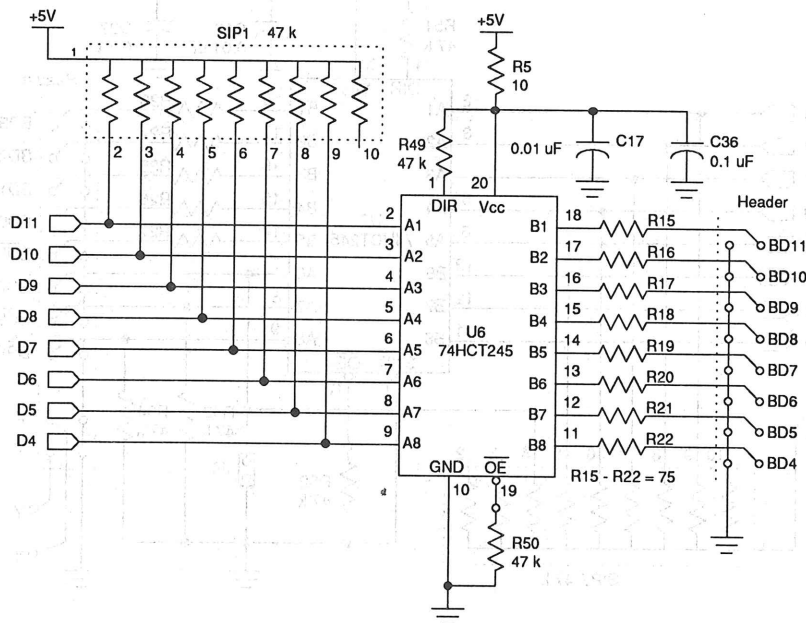 +5V
SIP1 47 k
1
2 3 4 5 6 7 8 9 10
+5V
R5
10
R49
47 k
0.01 uF
C17
C36
0.1 uF
1
20
DIR
Vcc
Header
D11
2
A1
B1
18
R15
BD11
D10
3
A2
B2
17
R16
BD10
D9
4
A3
B3
16
R17
BD9
D8
5
A4
B4
15
R18
BD8
U6
74HCT245
D7
6
A5
B5
14
R19
BD7
D6
7
A6
B6
13
R20
BD6
D5
8
A7
B7
12
R21
BD5
D4
9
A8
B8
11
R22
BD4
GND
OE
10
19
R15 - R22 = 75
R50
47 k